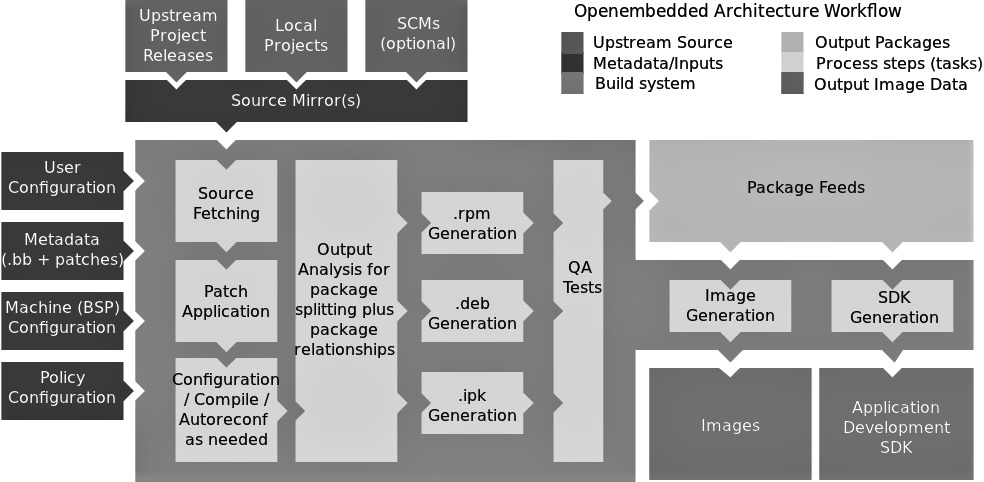 Openembedded Architecture Workflow
Upstream Source
Metadata/Inputs
Build system
Output Packages
Process steps (tasks)
Output Image Data
Upstream
Project
Releases
Local
Projects
SCMs
(optional)
Source Mirror(s)
User
Configuration
Metadata
(.bb + patches)
Machine (BSP)
Configuration
Policy
Configuration
Source
Fetching
Patch
Application
Configuration
/ Compile /
Autoreconf
as needed
Output
Analysis for
package
splitting plus
package
relationships
.rpm
Generation
.deb
Generation
.ipk
Generation
QA
Tests
Package Feeds
Image
Generation
SDK
Generation
Images
Application
Development
SDK